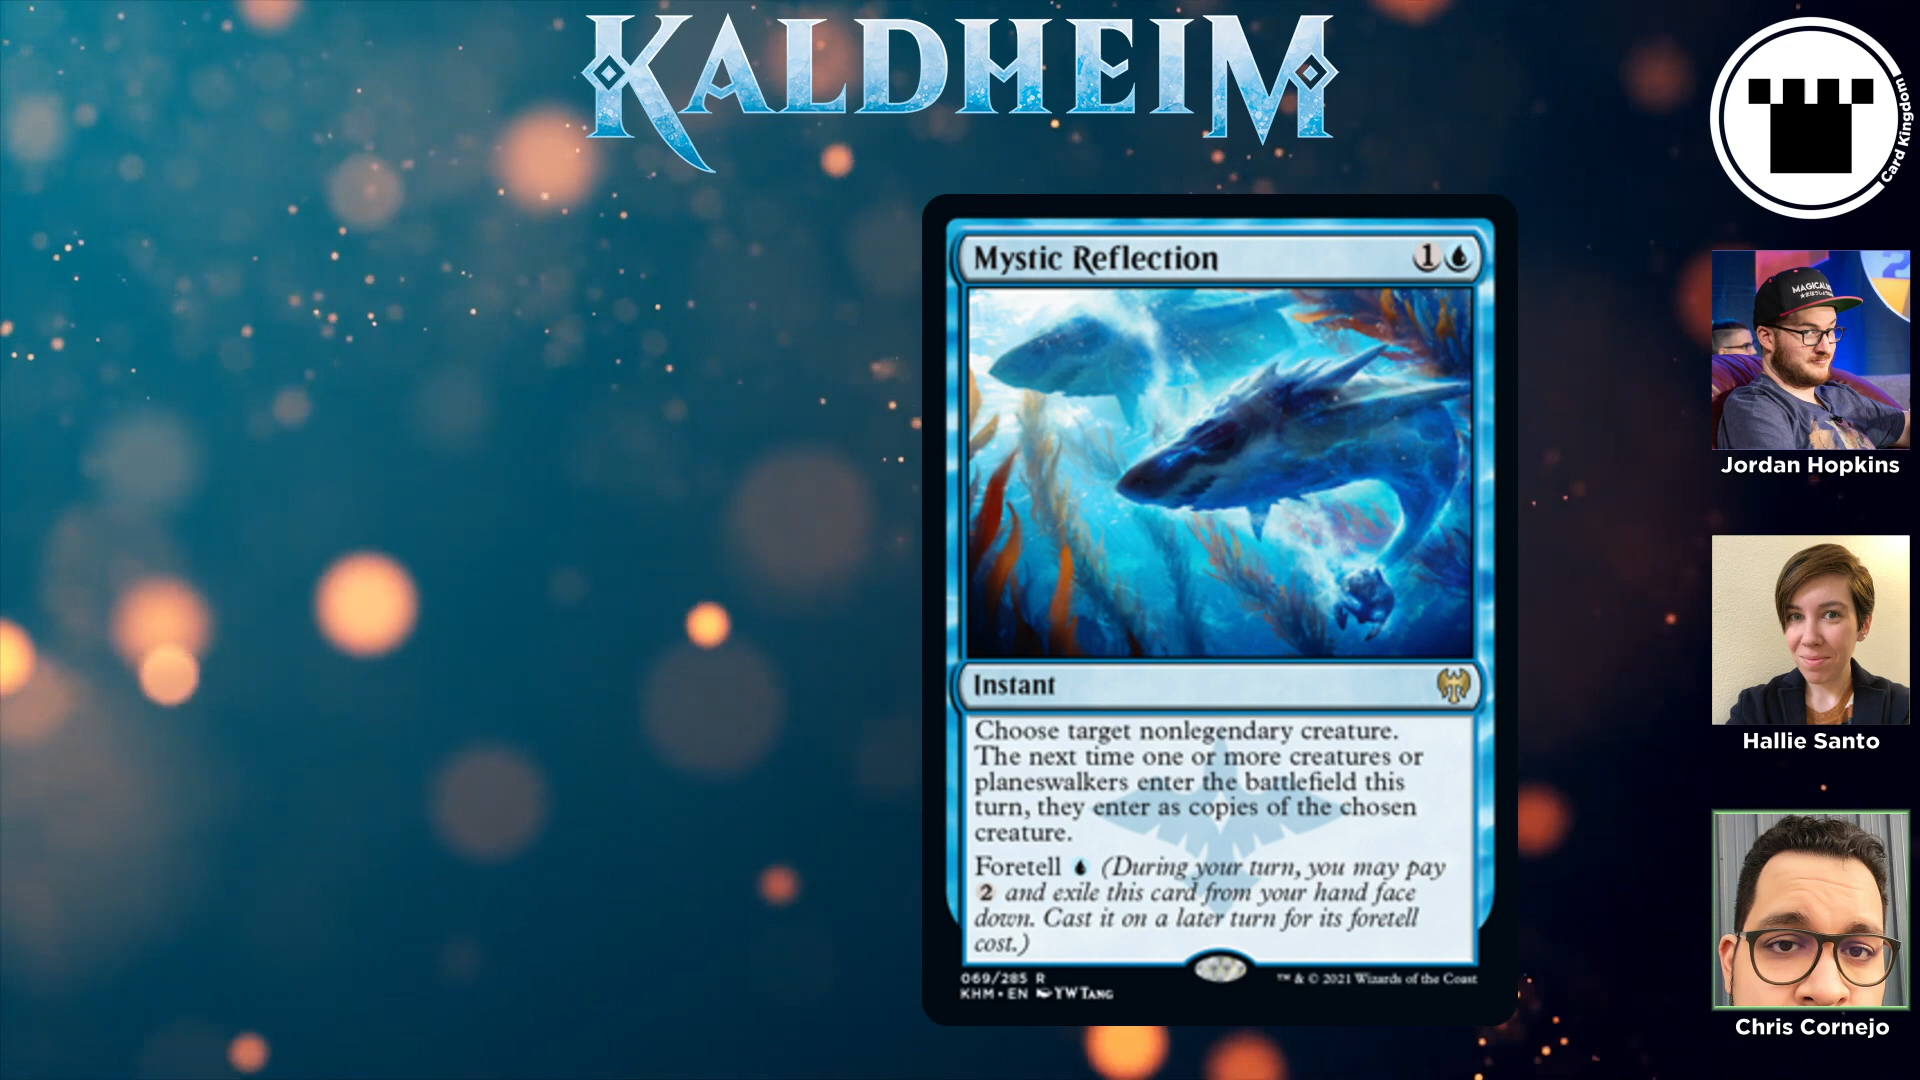 KALDHEIM
Card Kingdom
Mystic Reflection 1
Instant
Choose target nonlegendary creature.
The next time one or more creatures or
planeswalkers enter the battlefield this
turn, they enter as copies of the chosen
creature.
Foretell (During your turn, you may pay
2 and exile this card from your hand face
down. Cast it on a later turn for its foretell
cost.)
069/285 R
KHM • EN YW TANG
™ & © 2021 Wizards of the Coast
MAGICAL
Jordan Hopkins
Hallie Santo
Chris Cornejo